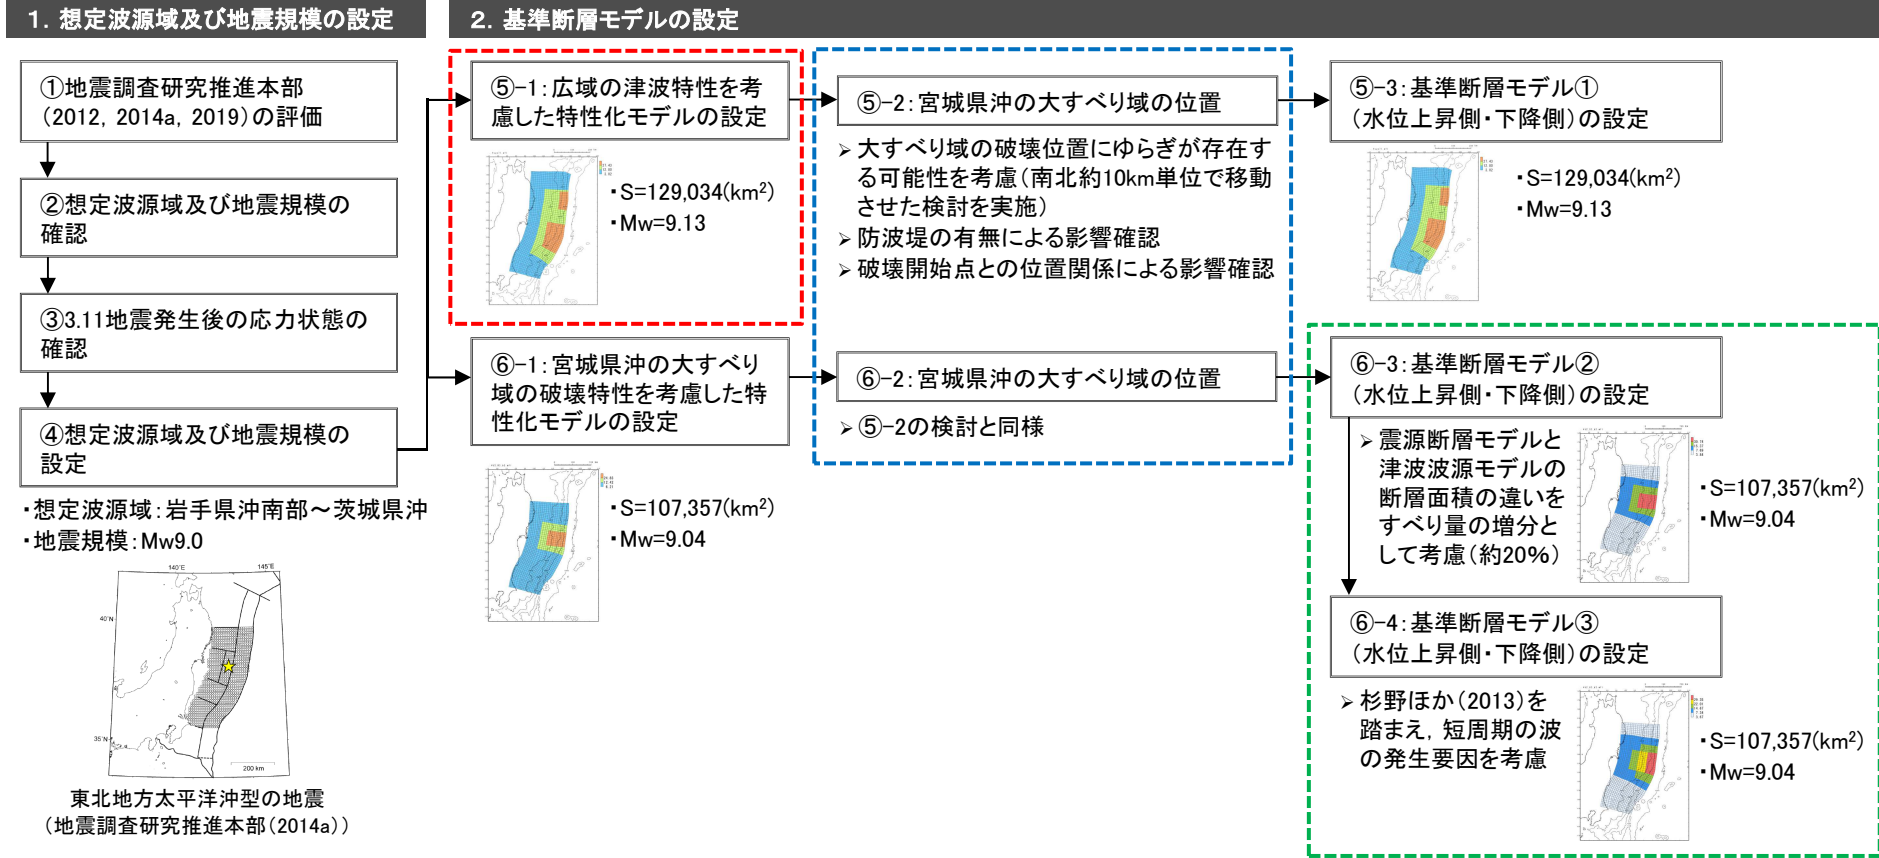 1. 想定波源域及び地震規模の設定
①地震調査研究推進本部
（2012, 2014a, 2019）の評価
②想定波源域及び地震規模の
確認
③3.11地震発生後の応力状態の
確認
④想定波源域及び地震規模の
設定
・想定波源域：岩手県沖南部～茨城県沖
・地震規模：Mw9.0
140˚E
145˚E
40˚N
35˚N
200 km
東北地方太平洋沖型の地震
（地震調査研究推進本部（2014a））
2. 基準断層モデルの設定
⑤-1：広域の津波特性を考
慮した特性化モデルの設定
・S=129,034(km²)
・Mw=9.13
⑥-1：宮城県沖の大すべり
域の破壊特性を考慮した特
性化モデルの設定
・S=107,357(km²)
・Mw=9.04
⑤-2：宮城県沖の大すべり域の位置
➢ 大すべり域の破壊位置にゆらぎが存在す
る可能性を考慮（南北約10km単位で移動
させた検討を実施）
➢ 防波堤の有無による影響確認
➢ 破壊開始点との位置関係による影響確認
⑥-2：宮城県沖の大すべり域の位置
➢ ⑤-2の検討と同様
⑤-3：基準断層モデル①
（水位上昇側・下降側）の設定
・S=129,034(km²)
・Mw=9.13
⑥-3：基準断層モデル②
（水位上昇側・下降側）の設定
➢ 震源断層モデルと
津波波源モデルの
断層面積の違いを
すべり量の増分と
して考慮（約20%）
・S=107,357(km²)
・Mw=9.04
⑥-4：基準断層モデル③
（水位上昇側・下降側）の設定
➢ 杉野ほか（2013）を
踏まえ, 短周期の波
の発生要因を考慮
・S=107,357(km²)
・Mw=9.04